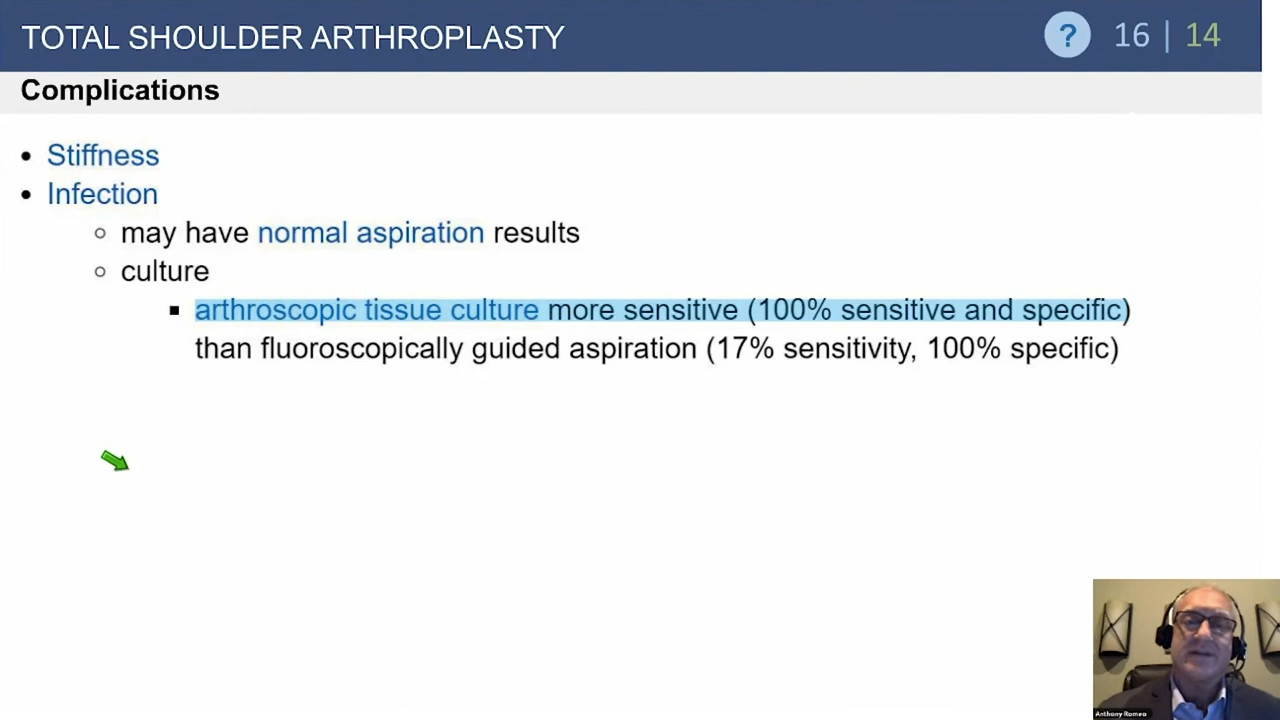 TOTAL SHOULDER ARTHROPLASTY
? 16 | 14
Complications
• Stiffness
• Infection
○ may have normal aspiration results
○ culture
▪ arthroscopic tissue culture more sensitive (100% sensitive and specific)
than fluoroscopically guided aspiration (17% sensitivity, 100% specific)
Anthony Romeo